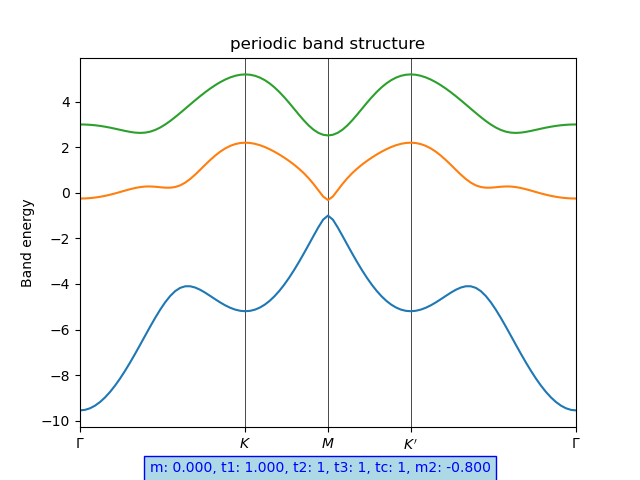 periodic band structure
Band energy
4
2
0
−2
−4
−6
−8
−10
Γ
K
M
K′
Γ
m: 0.000, t1: 1.000, t2: 1, t3: 1, tc: 1, m2: -0.800